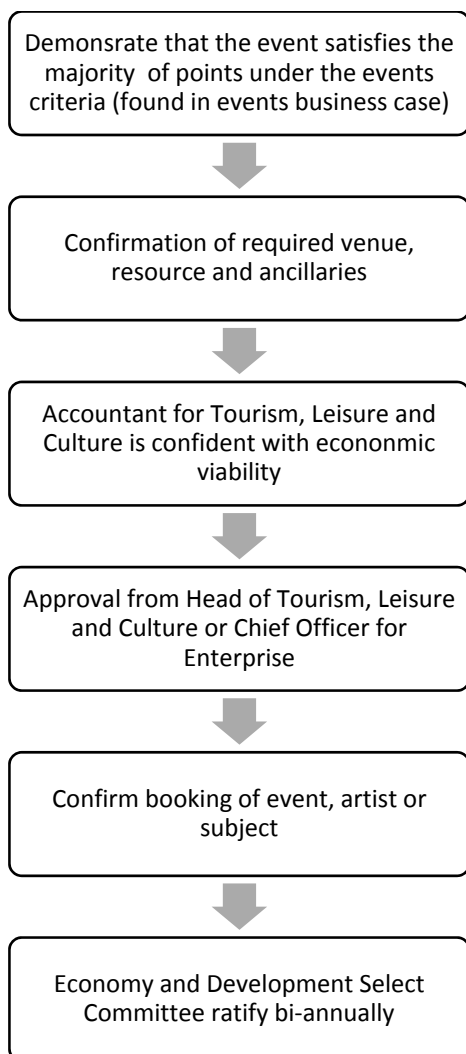 Demonsrate that the event satisfies the
majority of points under the events
criteria (found in events business case)
Confirmation of required venue,
resource and ancillaries
Accountant for Tourism, Leisure and
Culture is confident with econonmic
viability
Approval from Head of Tourism, Leisure
and Culture or Chief Officer for
Enterprise
Confirm booking of event, artist or
subject
Economy and Development Select
Committee ratify bi-annually